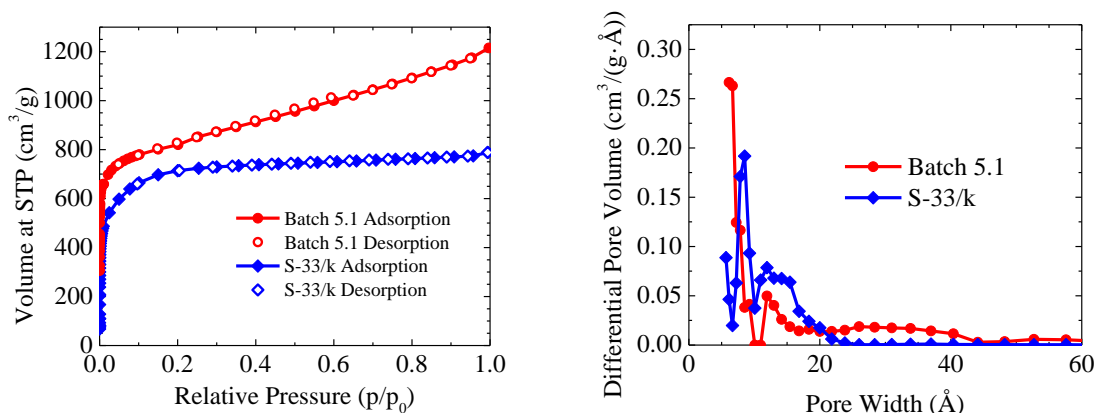 Volume at STP (cm³/g)
1200
1000
800
600
400
200
0
Batch 5.1 Adsorption
Batch 5.1 Desorption
S-33/k Adsorption
S-33/k Desorption
0.0 0.2 0.4 0.6 0.8 1.0
Relative Pressure (p/p₀)
Differential Pore Volume (cm³/(g·Å))
0.30
0.25
0.20
0.15
0.10
0.05
0.00
Batch 5.1
S-33/k
0 20 40 60
Pore Width (Å)